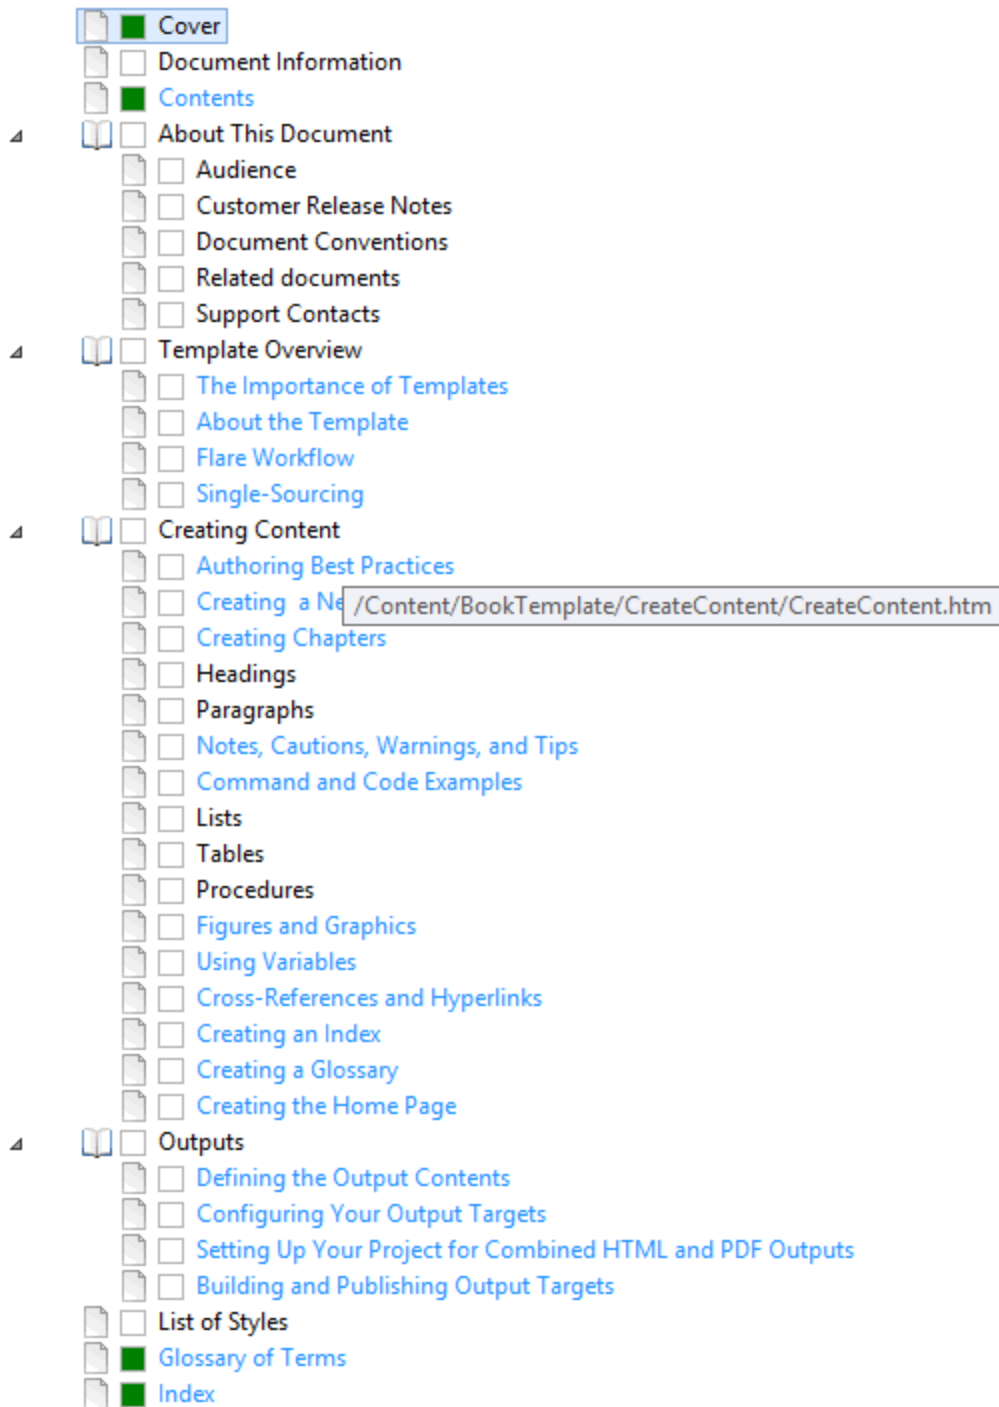 Cover
Document Information
Contents
About This Document
Audience
Customer Release Notes
Document Conventions
Related documents
Support Contacts
Template Overview
The Importance of Templates
About the Template
Flare Workflow
Single-Sourcing
Creating Content
Authoring Best Practices
Creating a /Content/BookTemplate/CreateContent/CreateContent.htm
Creating Chapters
Headings
Paragraphs
Notes, Cautions, Warnings, and Tips
Command and Code Examples
Lists
Tables
Procedures
Figures and Graphics
Using Variables
Cross-References and Hyperlinks
Creating an Index
Creating a Glossary
Creating the Home Page
Outputs
Defining the Output Contents
Configuring Your Output Targets
Setting Up Your Project for Combined HTML and PDF Outputs
Building and Publishing Output Targets
List of Styles
Glossary of Terms
Index